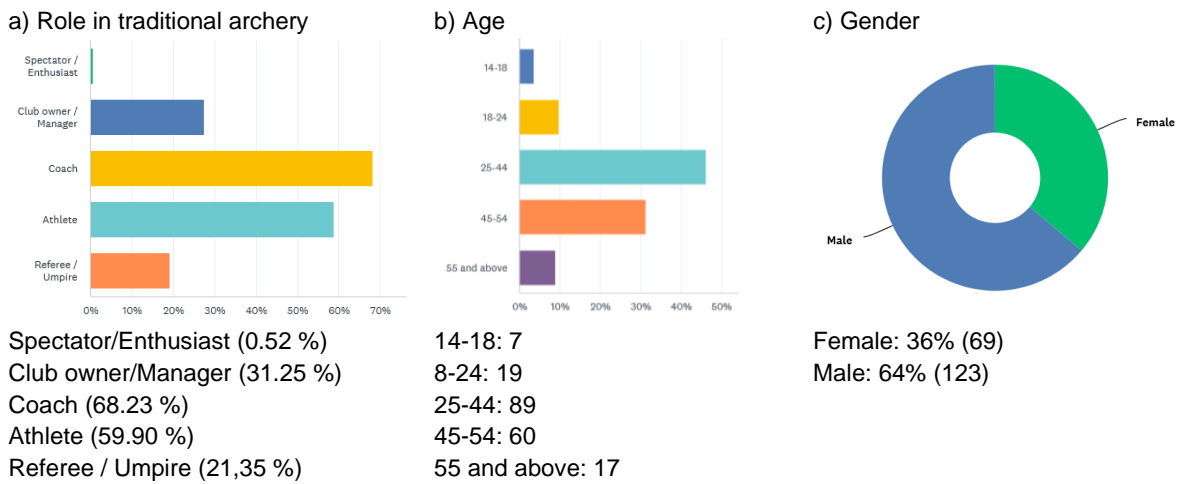 a) Role in traditional archery
Spectator /
Enthusiast
Club owner /
Manager
Coach
Athlete
Referee /
Umpire
0% 10% 20% 30% 40% 50% 60% 70%
Spectator/Enthusiast (0.52 %)
Club owner/Manager (31.25 %)
Coach (68.23 %)
Athlete (59.90 %)
Referee / Umpire (21,35 %)
b) Age
14-18
18-24
25-44
45-54
55 and above
0% 10% 20% 30% 40% 50%
14-18: 7
8-24: 19
25-44: 89
45-54: 60
55 and above: 17
c) Gender
Female
Male
Female: 36% (69)
Male: 64% (123)